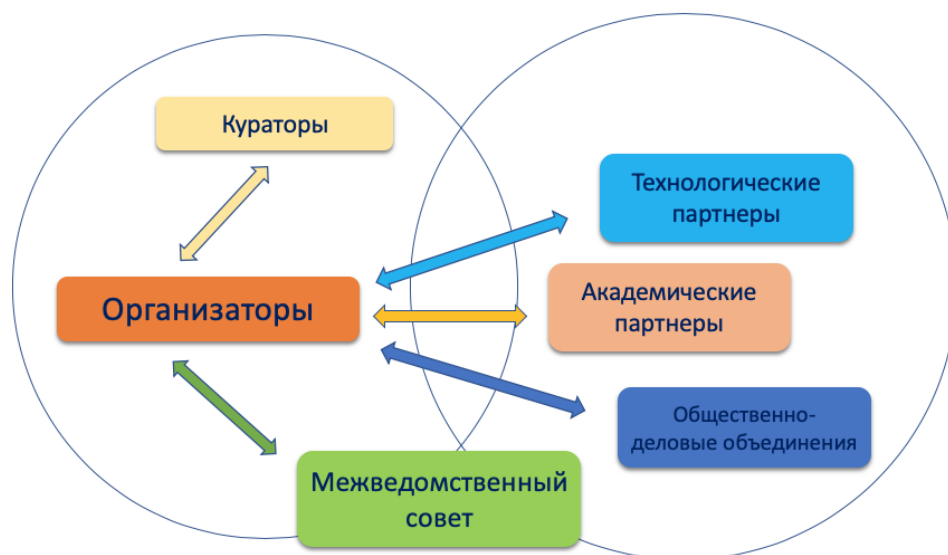 Кураторы
Технологические
партнеры
Организаторы
Академические
партнеры
Общественно-
деловые объединения
Межведомственный
совет